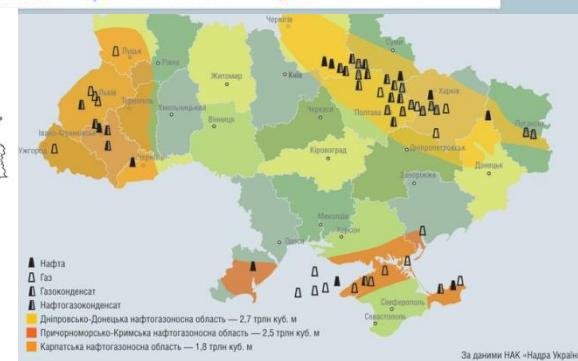 Чернігів
Суми
Луцьк
Рівне
Житомир
Київ
Харків
Львів
Тернопіль
Хмельницький
Черкаси
Полтава
Луганськ
Вінниця
Івано-Франківськ
Ужгород
Чернівці
Кіровоград
Дніпропетровськ
Донецьк
Запоріжжя
Миколаїв
Херсон
Одеса
Сімферополь
Севастополь
Нафта
Газ
Газоконденсат
Нафтогазоконденсат
Дніпровсько-Донецька нафтогазоносна область — 2,7 трлн куб. м
Причорноморсько-Кримська нафтогазоносна область — 2,5 трлн куб. м
Карпатська нафтогазоносна область — 1,8 трлн куб. м
За даними НАК «Надра Україн